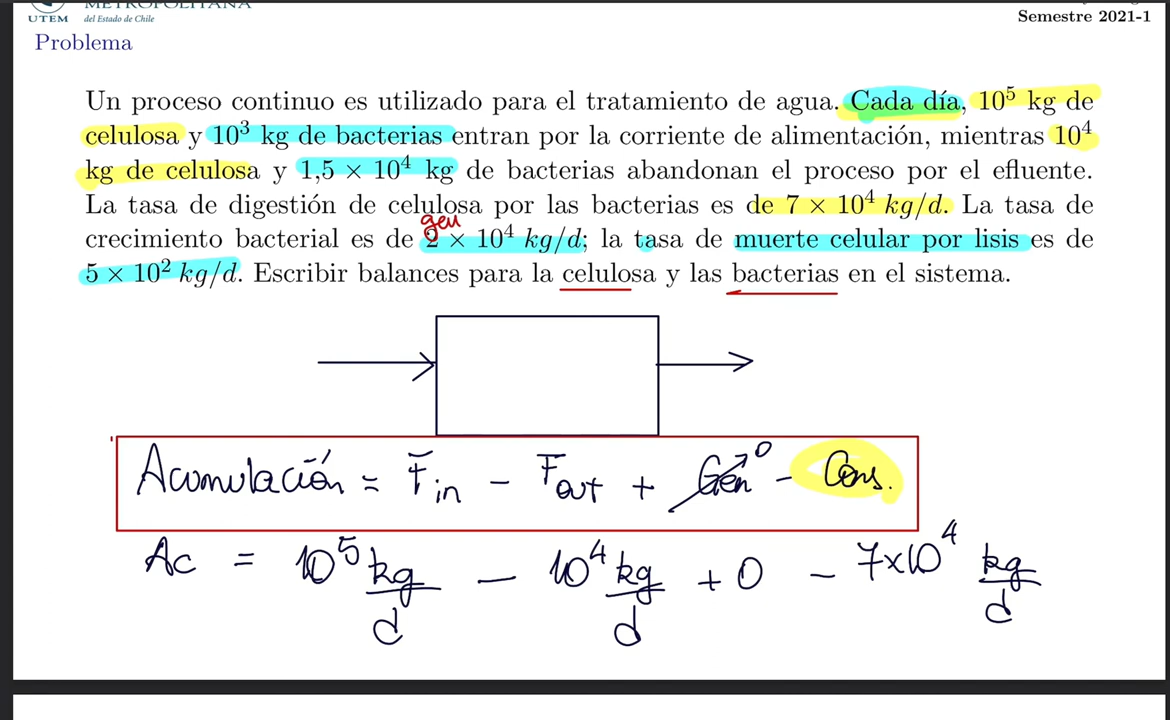 METROPOLITANA
UTEM del Estado de Chile
Semestre 2021-1
Problema
Un proceso continuo es utilizado para el tratamiento de agua. Cada día, 10⁵ kg de
celulosa y 10³ kg de bacterias entran por la corriente de alimentación, mientras 10⁴
kg de celulosa y 1,5 × 10⁴ kg de bacterias abandonan el proceso por el efluente.
La tasa de digestión de celulosa por las bacterias es de 7 × 10⁴ kg/d. La tasa de
gen
crecimiento bacterial es de 2 × 10⁴ kg/d; la tasa de muerte celular por lisis es de
5 × 10² kg/d. Escribir balances para la celulosa y las bacterias en el sistema.
Acumulación = Fin - Fout + Gen⁰ - Cons.
Ac = 10⁵ kg/d - 10⁴ kg/d + 0 - 7x10⁴ kg/d